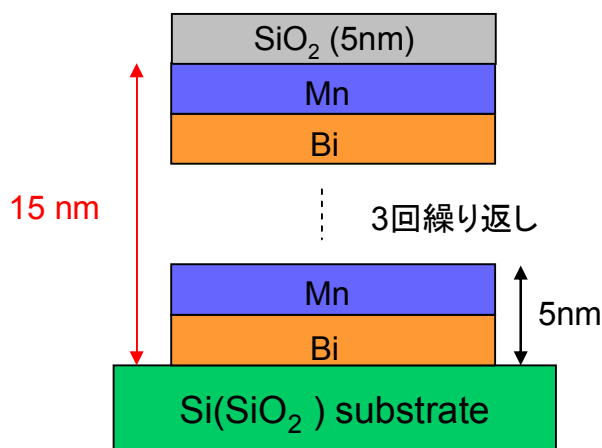 SiO₂ (5nm)
Mn
Bi
15 nm
3回繰り返し
Mn
5nm
Bi
Si(SiO₂ ) substrate